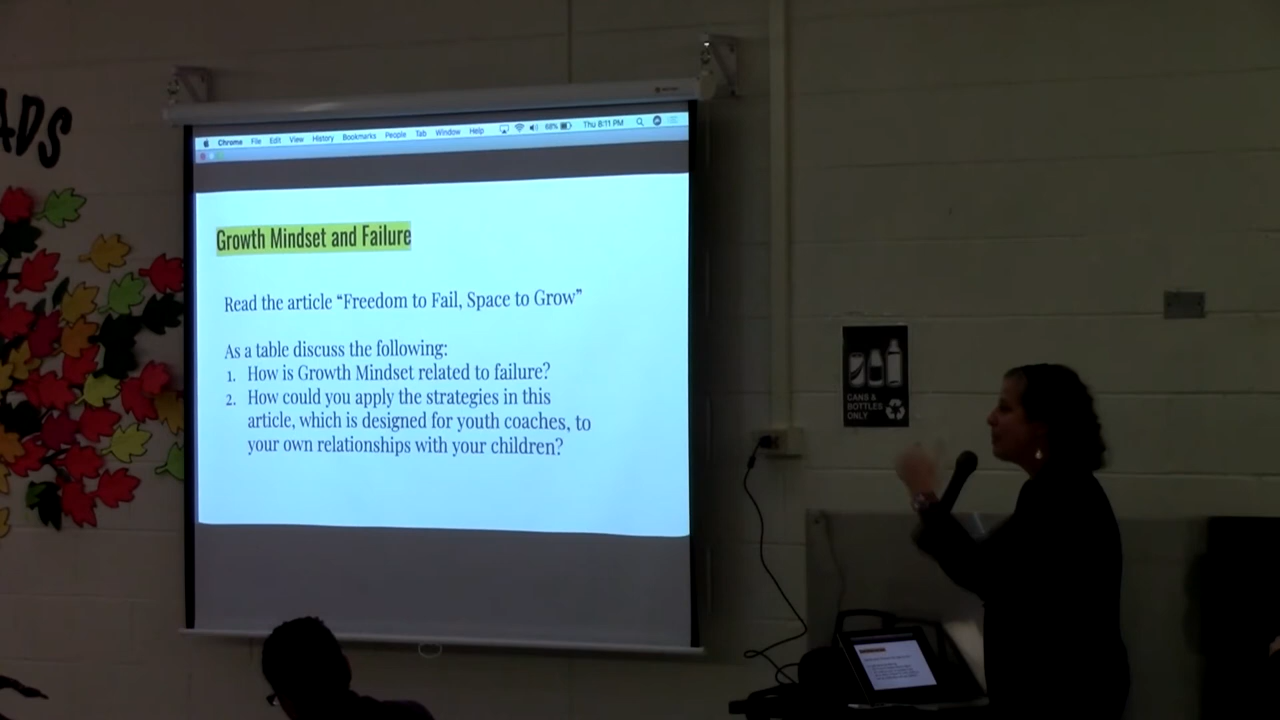 ADS
Chrome File Edit View History Bookmarks People Tab Window Help 68% Thu 8:11 PM
Growth Mindset and Failure
Read the article “Freedom to Fail, Space to Grow”
As a table discuss the following:
1. How is Growth Mindset related to failure?
2. How could you apply the strategies in this
article, which is designed for youth coaches, to
your own relationships with your children?
CANS &
BOTTLES
ONLY